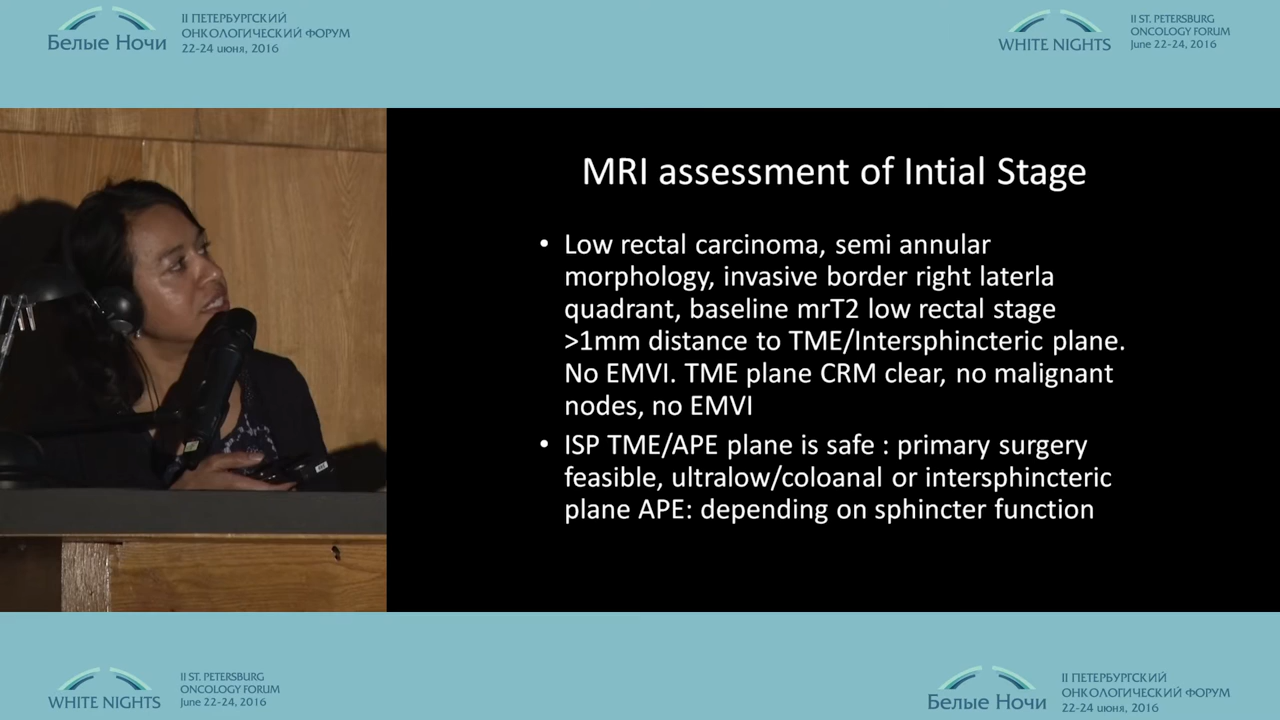 Белые Ночи
II ПЕТЕРБУРГСКИЙ
ОНКОЛОГИЧЕСКИЙ ФОРУМ
22-24 июня, 2016
WHITE NIGHTS
II ST. PETERSBURG
ONCOLOGY FORUM
June 22-24, 2016
MRI assessment of Intial Stage
• Low rectal carcinoma, semi annular
morphology, invasive border right laterla
quadrant, baseline mrT2 low rectal stage
>1mm distance to TME/Intersphincteric plane.
No EMVI. TME plane CRM clear, no malignant
nodes, no EMVI
• ISP TME/APE plane is safe : primary surgery
feasible, ultralow/coloanal or intersphincteric
plane APE: depending on sphincter function
WHITE NIGHTS
II ST. PETERSBURG
ONCOLOGY FORUM
June 22-24, 2016
Белые Ночи
II ПЕТЕРБУРГСКИЙ
ОНКОЛОГИЧЕСКИЙ ФОРУМ
22-24 июня, 2016